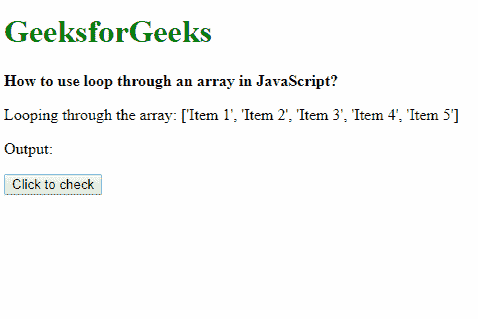 GeeksforGeeks
How to use loop through an array in JavaScript?
Looping through the array: ['Item 1', 'Item 2', 'Item 3', 'Item 4', 'Item 5']
Output:
Click to check